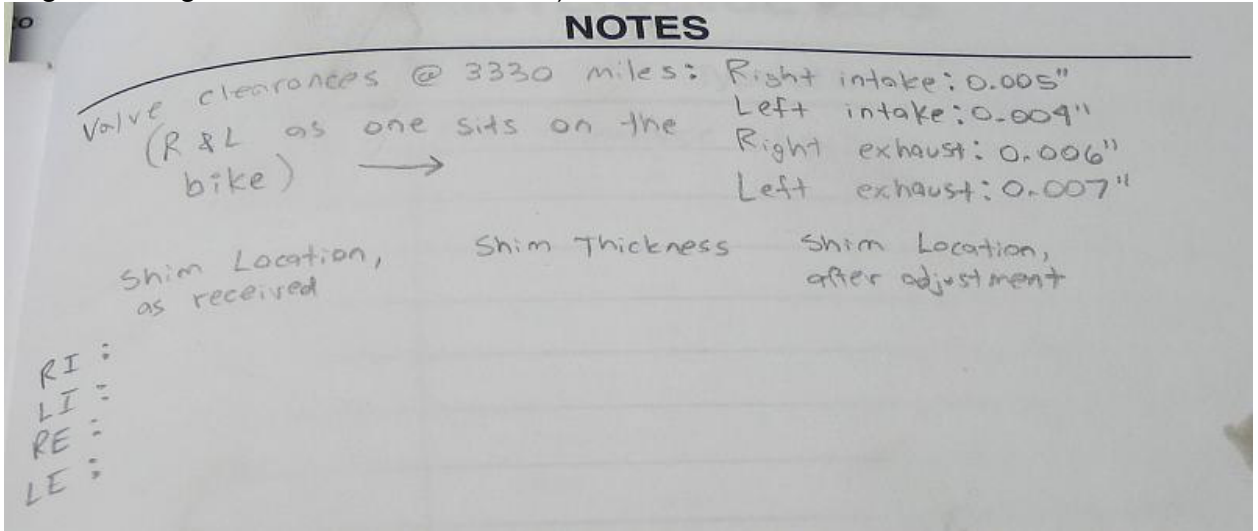 NOTES
Valve clearances @ 3330 miles: Right intake: 0.005"
Left intake: 0.004"
(R & L as one sits on the
bike) →
Right exhaust: 0.006"
Left exhaust: 0.007"
Shim Location,
as received
Shim Thickness
Shim Location,
after adjustment
RI :
LI :
RE :
LE :